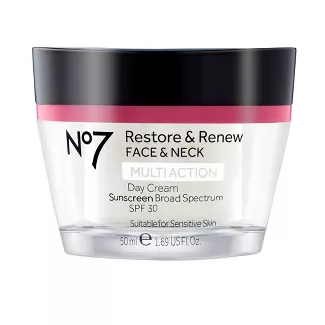 No7
Restore & Renew
FACE & NECK
MULTI ACTION
Day Cream
Sunscreen Broad Spectrum
SPF 30
Suitable for Sensitive Skin
50ml e 1.69 US Fl. Oz.